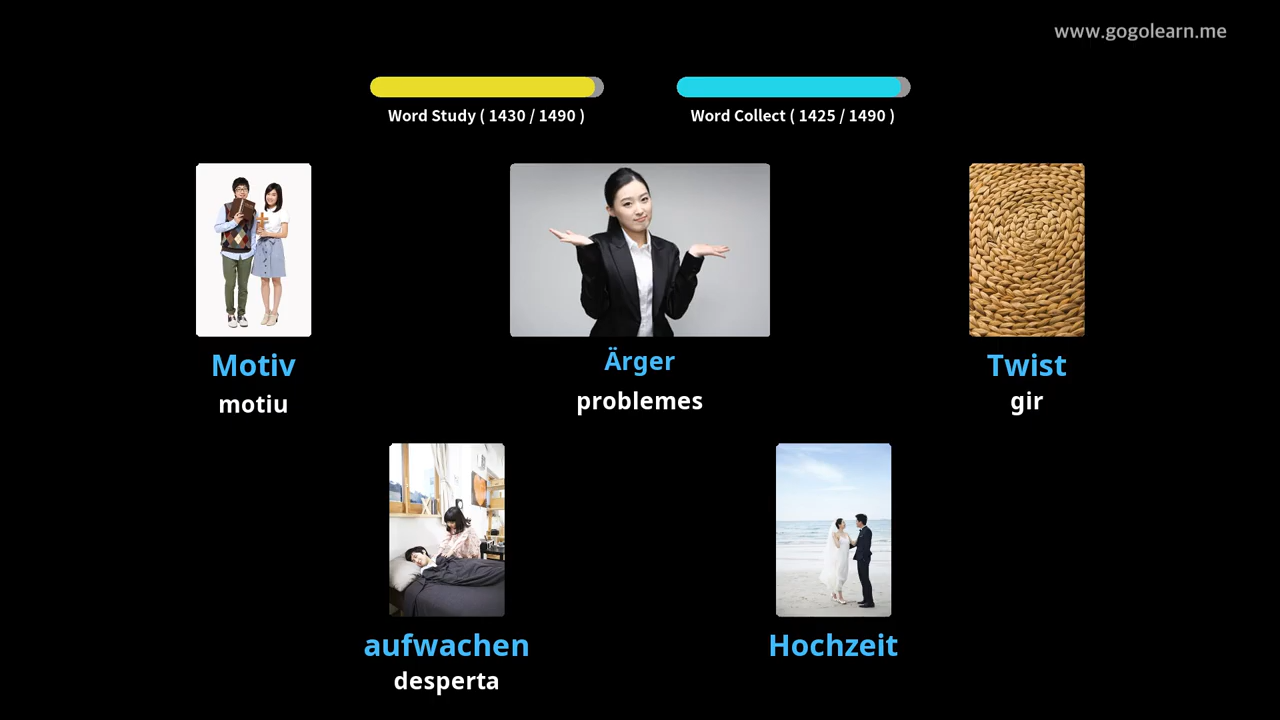 www.gogolearn.me
Word Study ( 1430 / 1490 )
Word Collect ( 1425 / 1490 )
Motiv
motiu
Ärger
problemes
Twist
gir
aufwachen
desperta
Hochzeit